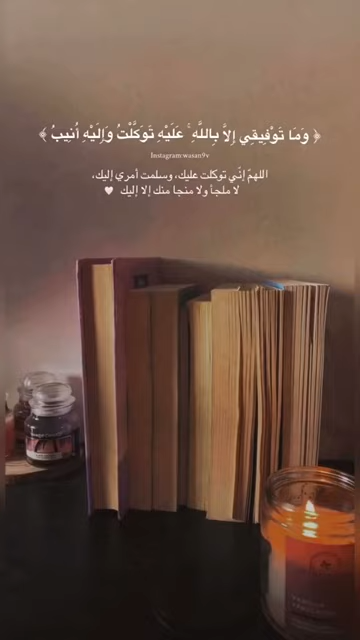 ﴿ وَمَا تَوْفِيقِي إِلاَّ بِاللَّهِ ۚ عَلَيْهِ تَوَكَّلْتُ وَإِلَيْهِ أُنِيبُ ﴾
Instagram:wasan9v
اللهمّ إنّي توكلت عليك، وسلمت أمري إليك،
لا ملجأ ولا منجا منك إلا إليك ♥